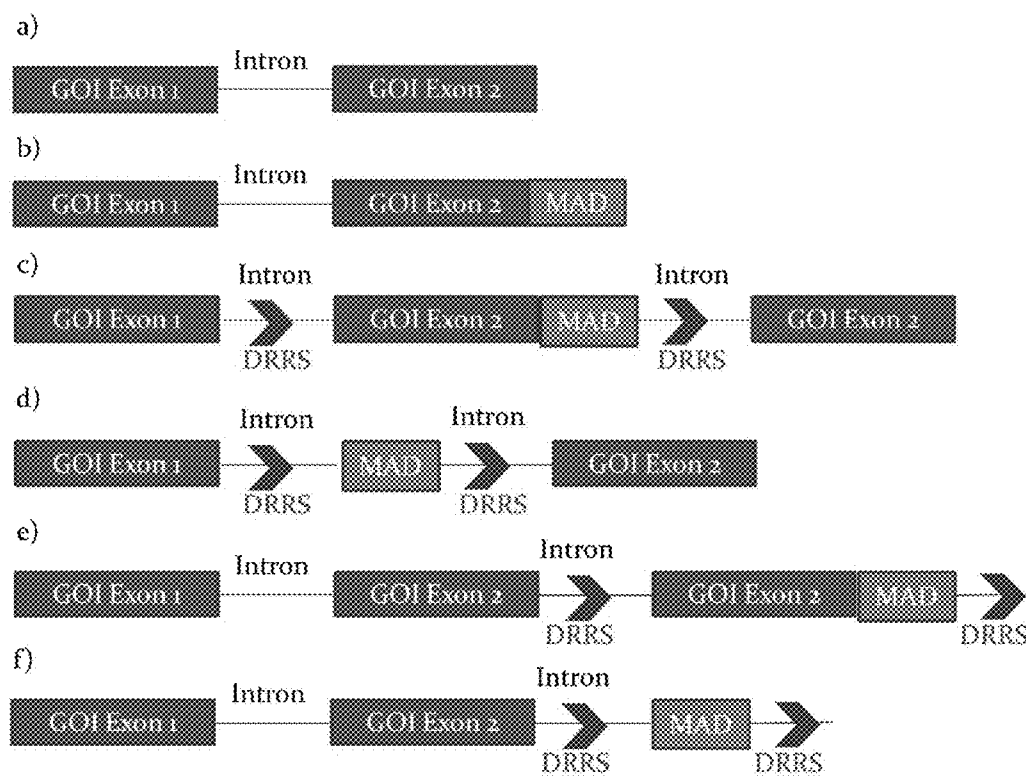 a)
Intron
GOI Exon 1 GOI Exon 2
b)
Intron
GOI Exon 1 GOI Exon 2 MAD
c)
Intron Intron
GOI Exon 1 GOI Exon 2 MAD GOI Exon 2
DRRS DRRS
d)
Intron Intron
GOI Exon 1 MAD GOI Exon 2
DRRS DRRS
e)
Intron Intron
GOI Exon 1 GOI Exon 2 GOI Exon 2 MAD
DRRS DRRS
f)
Intron Intron
GOI Exon 1 GOI Exon 2 MAD
DRRS DRRS